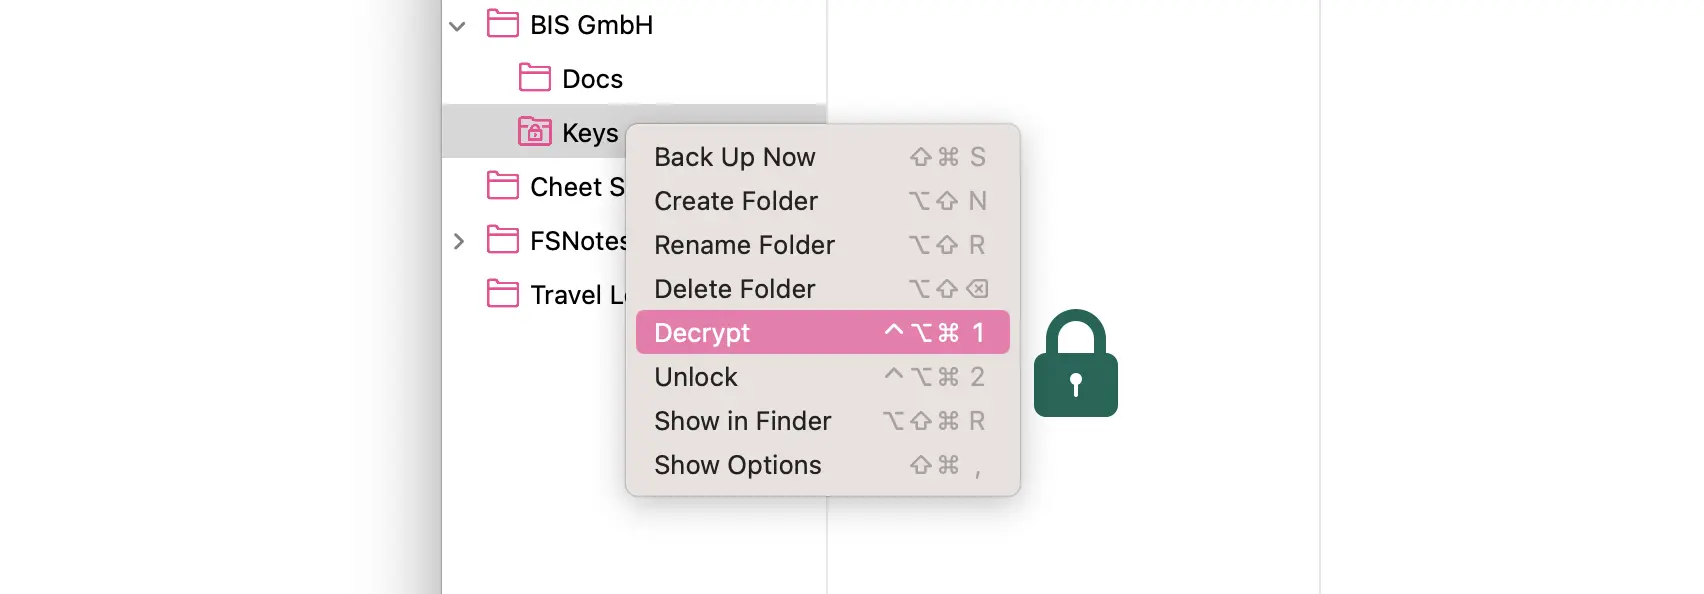 BIS GmbH
Docs
Keys
Cheet S
FSNotes
Travel L
Back Up Now ⇧⌘ S
Create Folder ⌥⇧ N
Rename Folder ⌥⇧ R
Delete Folder ⌥⇧⌫
Decrypt ^⌥⌘ 1
Unlock ^⌥⌘ 2
Show in Finder ⌥⇧⌘ R
Show Options ⇧⌘ ,